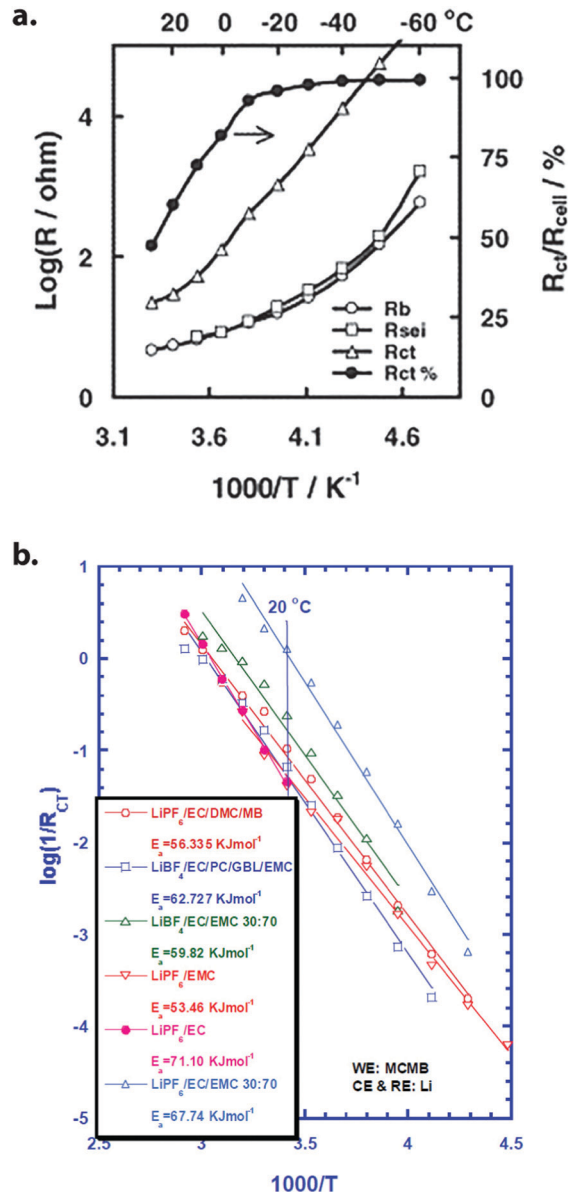 a.
20 0 -20 -40 -60 °C
4
2
0
Log(R / ohm)
100
75
50
25
0
Rct/Rcell / %
Rb
Rsei
Rct
Rct %
3.1 3.6 4.1 4.6
1000/T / K-1
b.
1
0
-1
-2
-3
-4
-5
log(1/RCT)
20 °C
LiPF6/EC/DMC/MB
Ea=56.335 KJmol-1
LiBF4/EC/PC/GBL/EMC
Ea=62.727 KJmol-1
LiBF4/EC/EMC 30:70
Ea=59.82 KJmol-1
LiPF6/EMC
Ea=53.46 KJmol-1
LiPF6/EC
Ea=71.10 KJmol-1
LiPF6/EC/EMC 30:70
Ea=67.74 KJmol-1
WE: MCMB
CE & RE: Li
2.5 3 3.5 4 4.5
1000/T